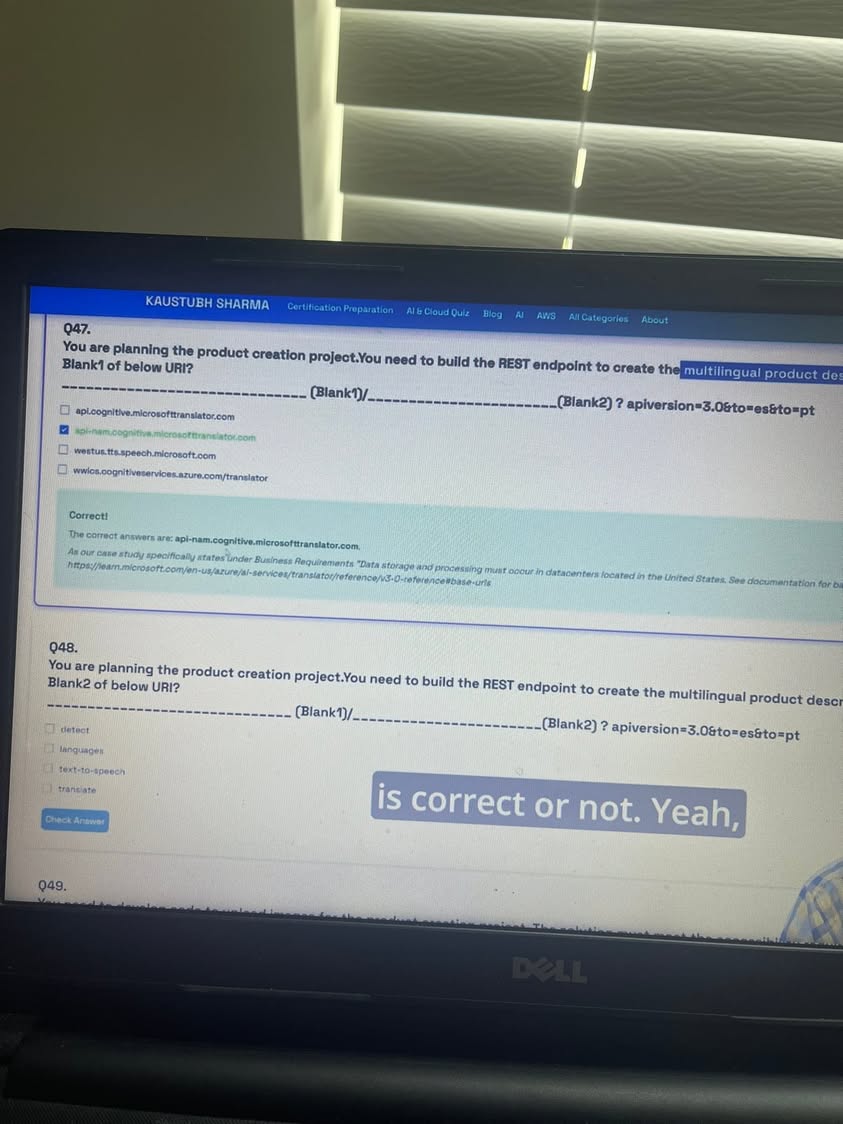 KAUSTUBH SHARMA Certification Preparation AI & Cloud Quiz Blog AI AWS All Categories About
Q47.
You are planning the product creation project.You need to build the REST endpoint to create the multilingual product des
Blank1 of below URI?
______________________________ (Blank1)/________________________(Blank2) ? apiversion=3.0&to=es&to=pt
api.cognitive.microsofttranslator.com
api-nam.cognitive.microsofttranslator.com
westus.tts.speech.microsoft.com
wwics.cognitiveservices.azure.com/translator
Correct!
The correct answers are: api-nam.cognitive.microsofttranslator.com.
As our case study specifically states under Business Requirements "Data storage and processing must occur in datacenters located in the United States. See documentation for ba
https://learn.microsoft.com/en-us/azure/ai-services/translator/reference/v3-0-reference#base-urls
Q48.
You are planning the product creation project.You need to build the REST endpoint to create the multilingual product descr
Blank2 of below URI?
______________________________ (Blank1)/________________________(Blank2) ? apiversion=3.0&to=es&to=pt
detect
languages
text-to-speech
translate
Check Answer
is correct or not. Yeah,
Q49.
DELL